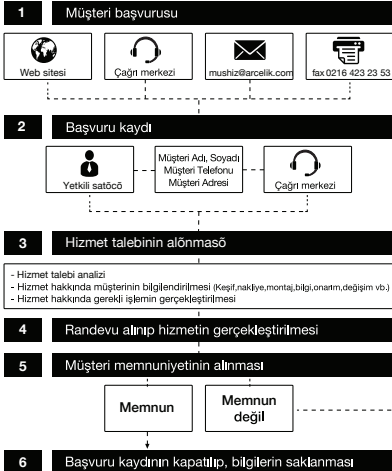 1 Müşteri başvurusu
Web sitesi
Çağrı merkezi
mushiz@arcelik.com
fax 0216 423 23 53
2 Başvuru kaydı
Yetkili satõcõ
Müşteri Adı, Soyadı
Müşteri Telefonu
Müşteri Adresi
Çağrı merkezi
3 Hizmet talebinin alõnmasõ
- Hizmet talebi analizi
- Hizmet hakkında müşterinin bilgilendirilmesi (Keşif,nakliye,montaj,bilgi,onarım,değişim vb.)
- Hizmet hakkında gerekli işlemin gerçekleştirilmesi
4 Randevu alınıp hizmetin gerçekleştirilmesi
5 Müşteri memnuniyetinin alınması
Memnun
Memnun
değil
6 Başvuru kaydının kapatılıp, bilgilerin saklanması